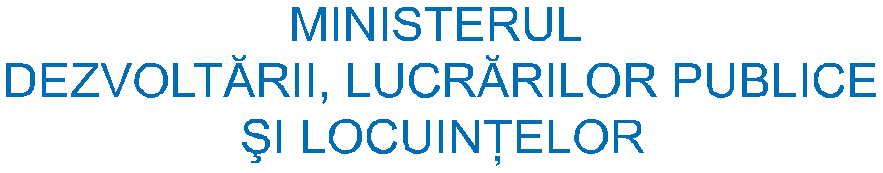 MINISTERUL
DEZVOLTĂRII, LUCRĂRILOR PUBLICE
ŞI LOCUINȚELOR